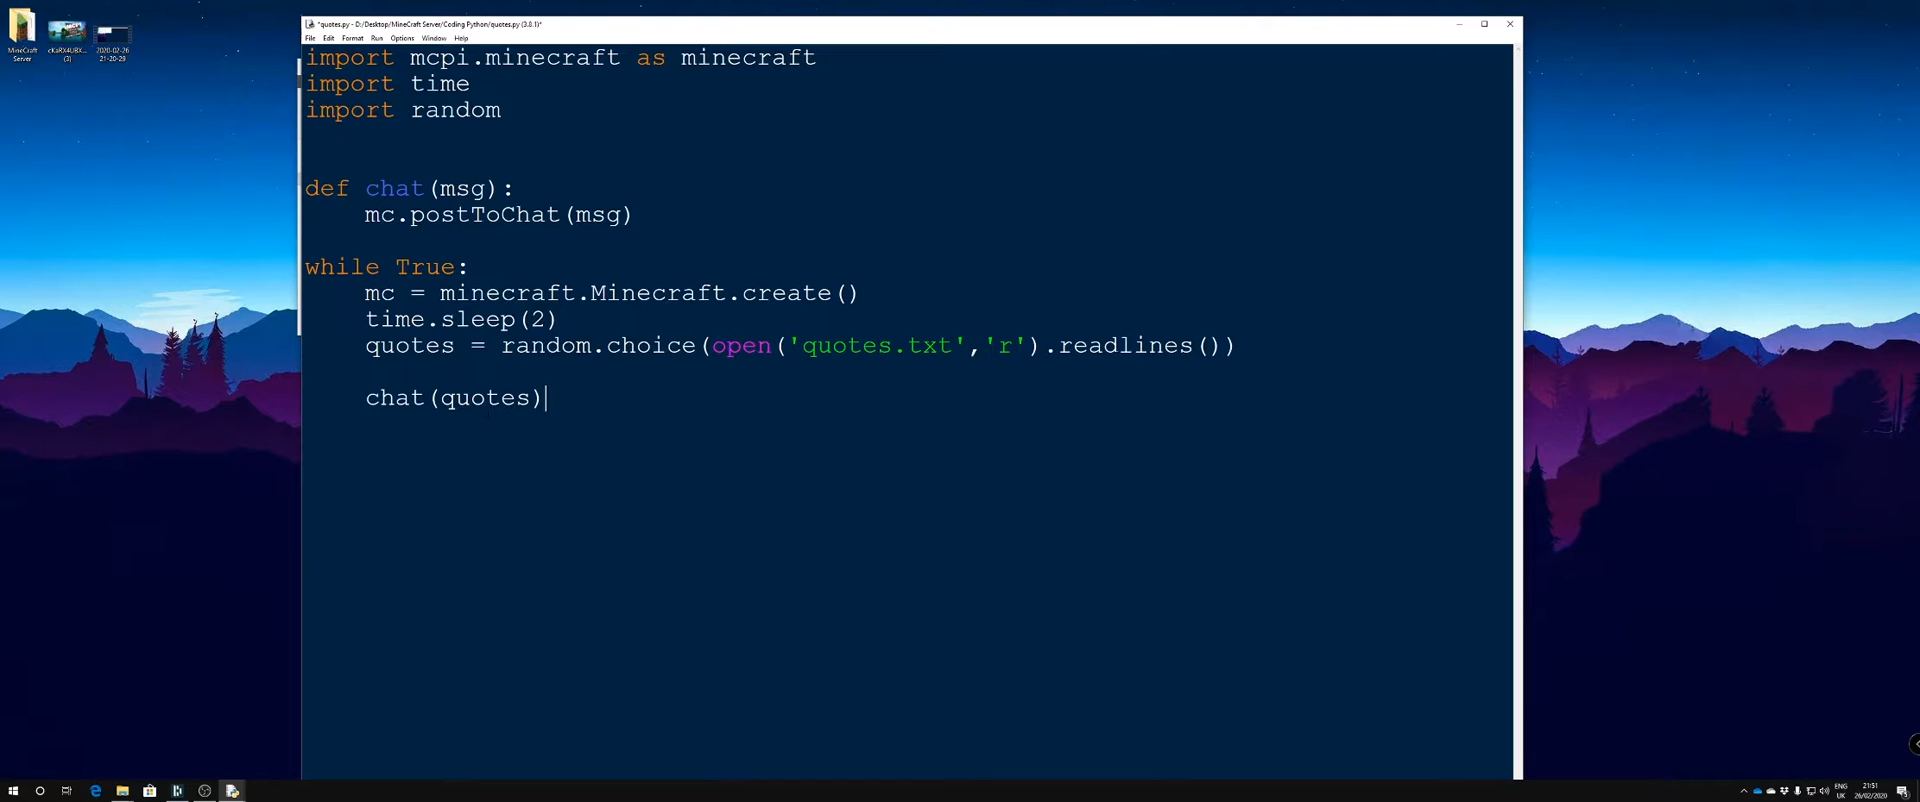 *quotes.py - D:/Desktop/MineCraft Server/Coding Python/quotes.py (3.8.1)*
File Edit Format Run Options Window Help
MineCraft
Server
cKaRX4UBX...
(3)
2020-02-26
21-20-29
import mcpi.minecraft as minecraft
import time
import random
def chat(msg):
    mc.postToChat(msg)
while True:
    mc = minecraft.Minecraft.create()
    time.sleep(2)
    quotes = random.choice(open('quotes.txt','r').readlines())
    chat(quotes)
ENG
UK
21:51
26/02/2020